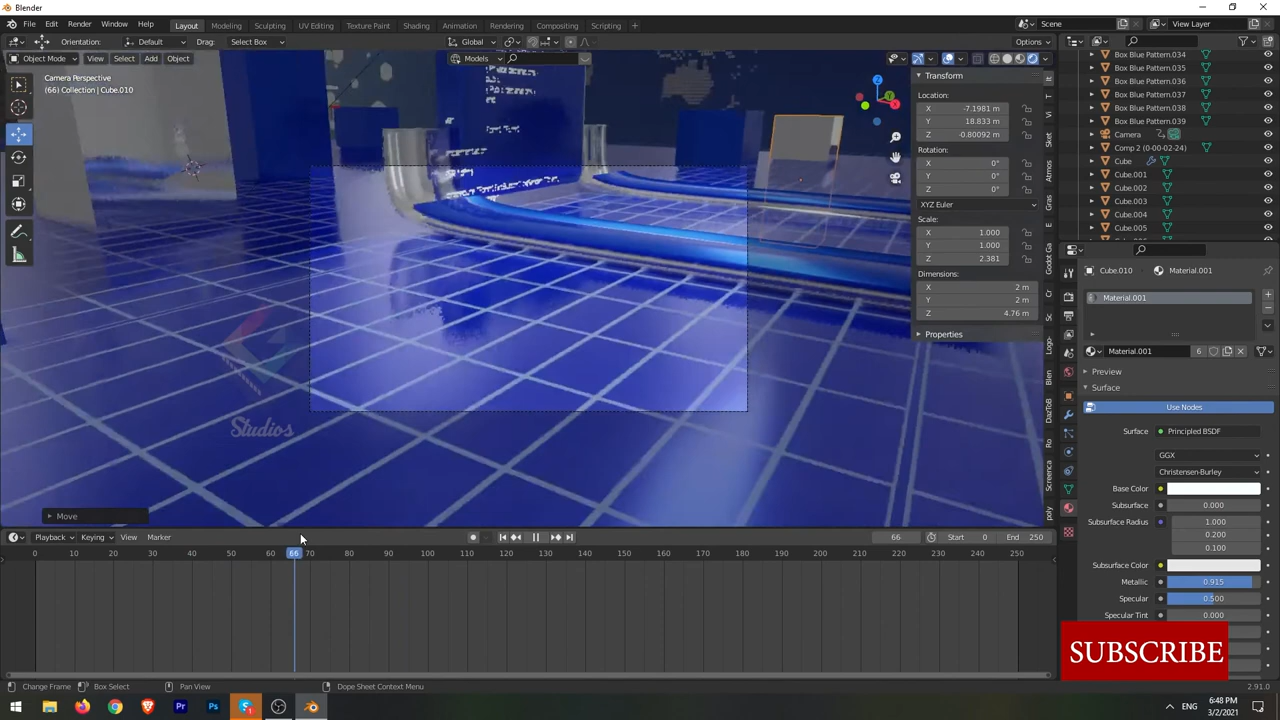 Blender
File Edit Render Window Help
Layout Modeling Sculpting UV Editing Texture Paint Shading Animation Rendering Compositing Scripting +
Scene View Layer
Orientation: Default Drag: Select Box Global Options
Object Mode View Select Add Object Models
Camera Perspective
(66) Collection | Cube.010
Transform
Location:
X -7.1981 m
Y 18.833 m
Z -0.80092 m
Rotation:
X 0°
Y 0°
Z 0°
XYZ Euler
Scale:
X 1.000
Y 1.000
Z 2.381
Dimensions:
X 2 m
Y 2 m
Z 4.76 m
Properties
Box Blue Pattern.034
Box Blue Pattern.035
Box Blue Pattern.036
Box Blue Pattern.037
Box Blue Pattern.038
Box Blue Pattern.039
Camera
Comp 2 (0-00-02-24)
Cube
Cube.001
Cube.002
Cube.003
Cube.004
Cube.005
Cube.010 Material.001
Material.001
Material.001 6
Preview
Surface
Use Nodes
Surface Principled BSDF
GGX
Christensen-Burley
Base Color
Subsurface 0.000
Subsurface Radius 1.000
0.200
0.100
Subsurface Color
Metallic 0.915
Specular 0.500
Specular Tint 0.000
SUBSCRIBE
Studios
Move
Playback Keying View Marker 66 Start 0 End 250
0 10 20 30 40 50 60 66 70 80 90 100 110 120 130 140 150 160 170 180 190 200 210 220 230 240 250
Change Frame Box Select Pan View Dope Sheet Context Menu 2.91.0
Pr Ps ENG 6:48 PM
3/2/2021